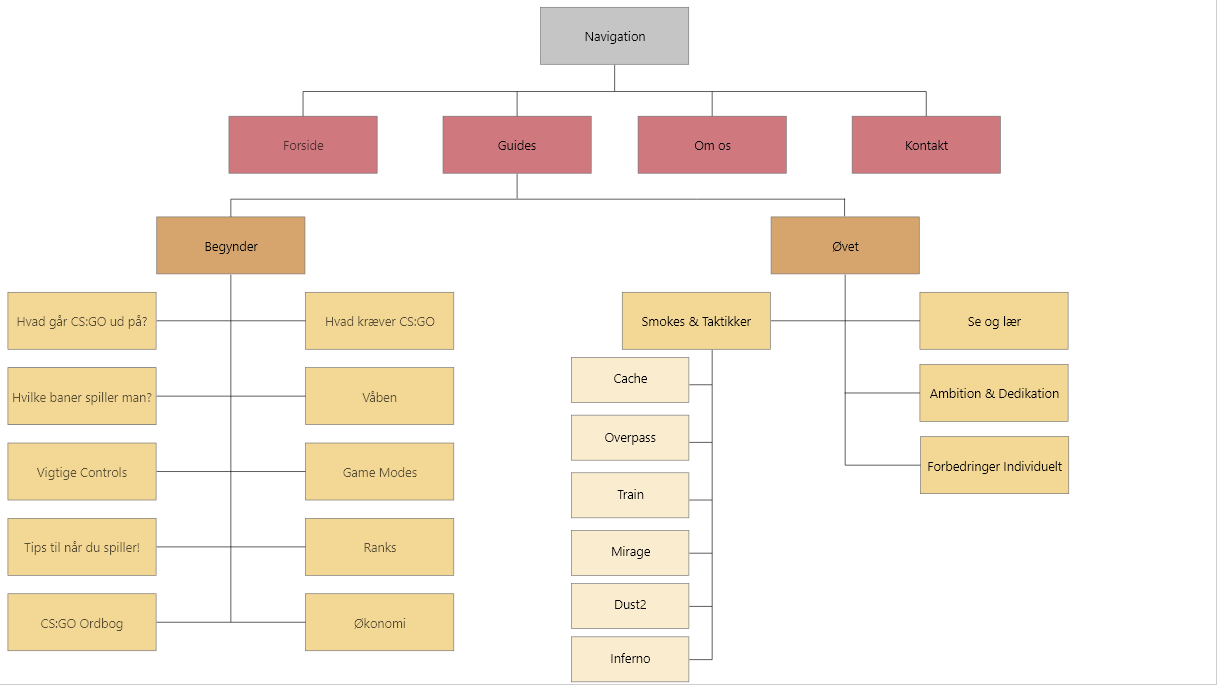 Navigation
Forside
Guides
Om os
Kontakt
Begynder
Øvet
Hvad går CS:GO ud på?
Hvad kræver CS:GO
Hvilke baner spiller man?
Våben
Vigtige Controls
Game Modes
Tips til når du spiller!
Ranks
CS:GO Ordbog
Økonomi
Smokes & Taktikker
Cache
Overpass
Train
Mirage
Dust2
Inferno
Se og lær
Ambition & Dedikation
Forbedringer Individuelt